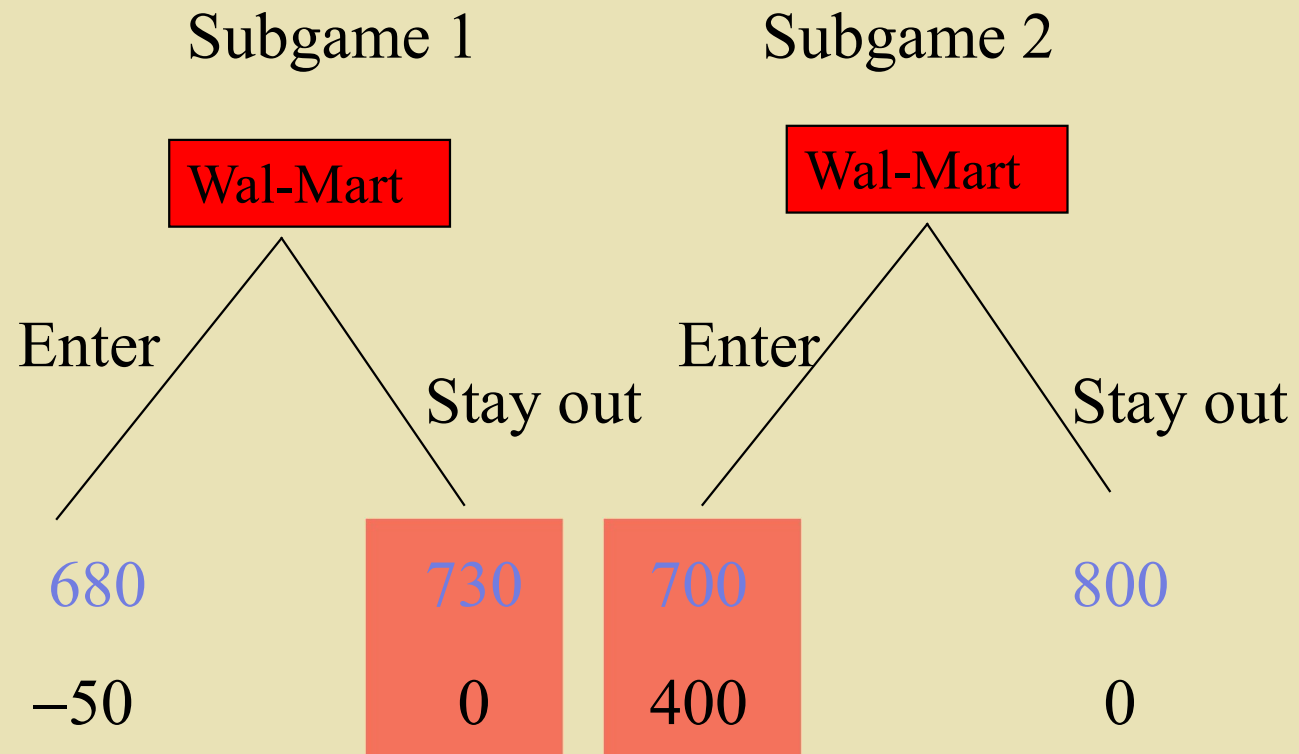 Subgame 1 Subgame 2
Wal-Mart Wal-Mart
Enter Enter
Stay out Stay out
680 730 700 800
–50 0 400 0